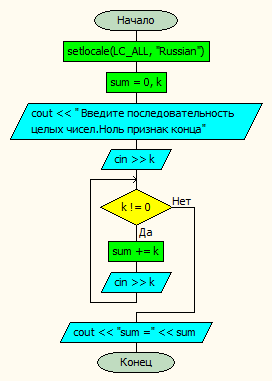 Начало
setlocale(LC_ALL, "Russian")
sum = 0, k
cout << " Введите последовательность
целых чисел.Ноль признак конца"
cin >> k
k != 0
Нет
Да
sum += k
cin >> k
cout << "sum =" << sum
Конец